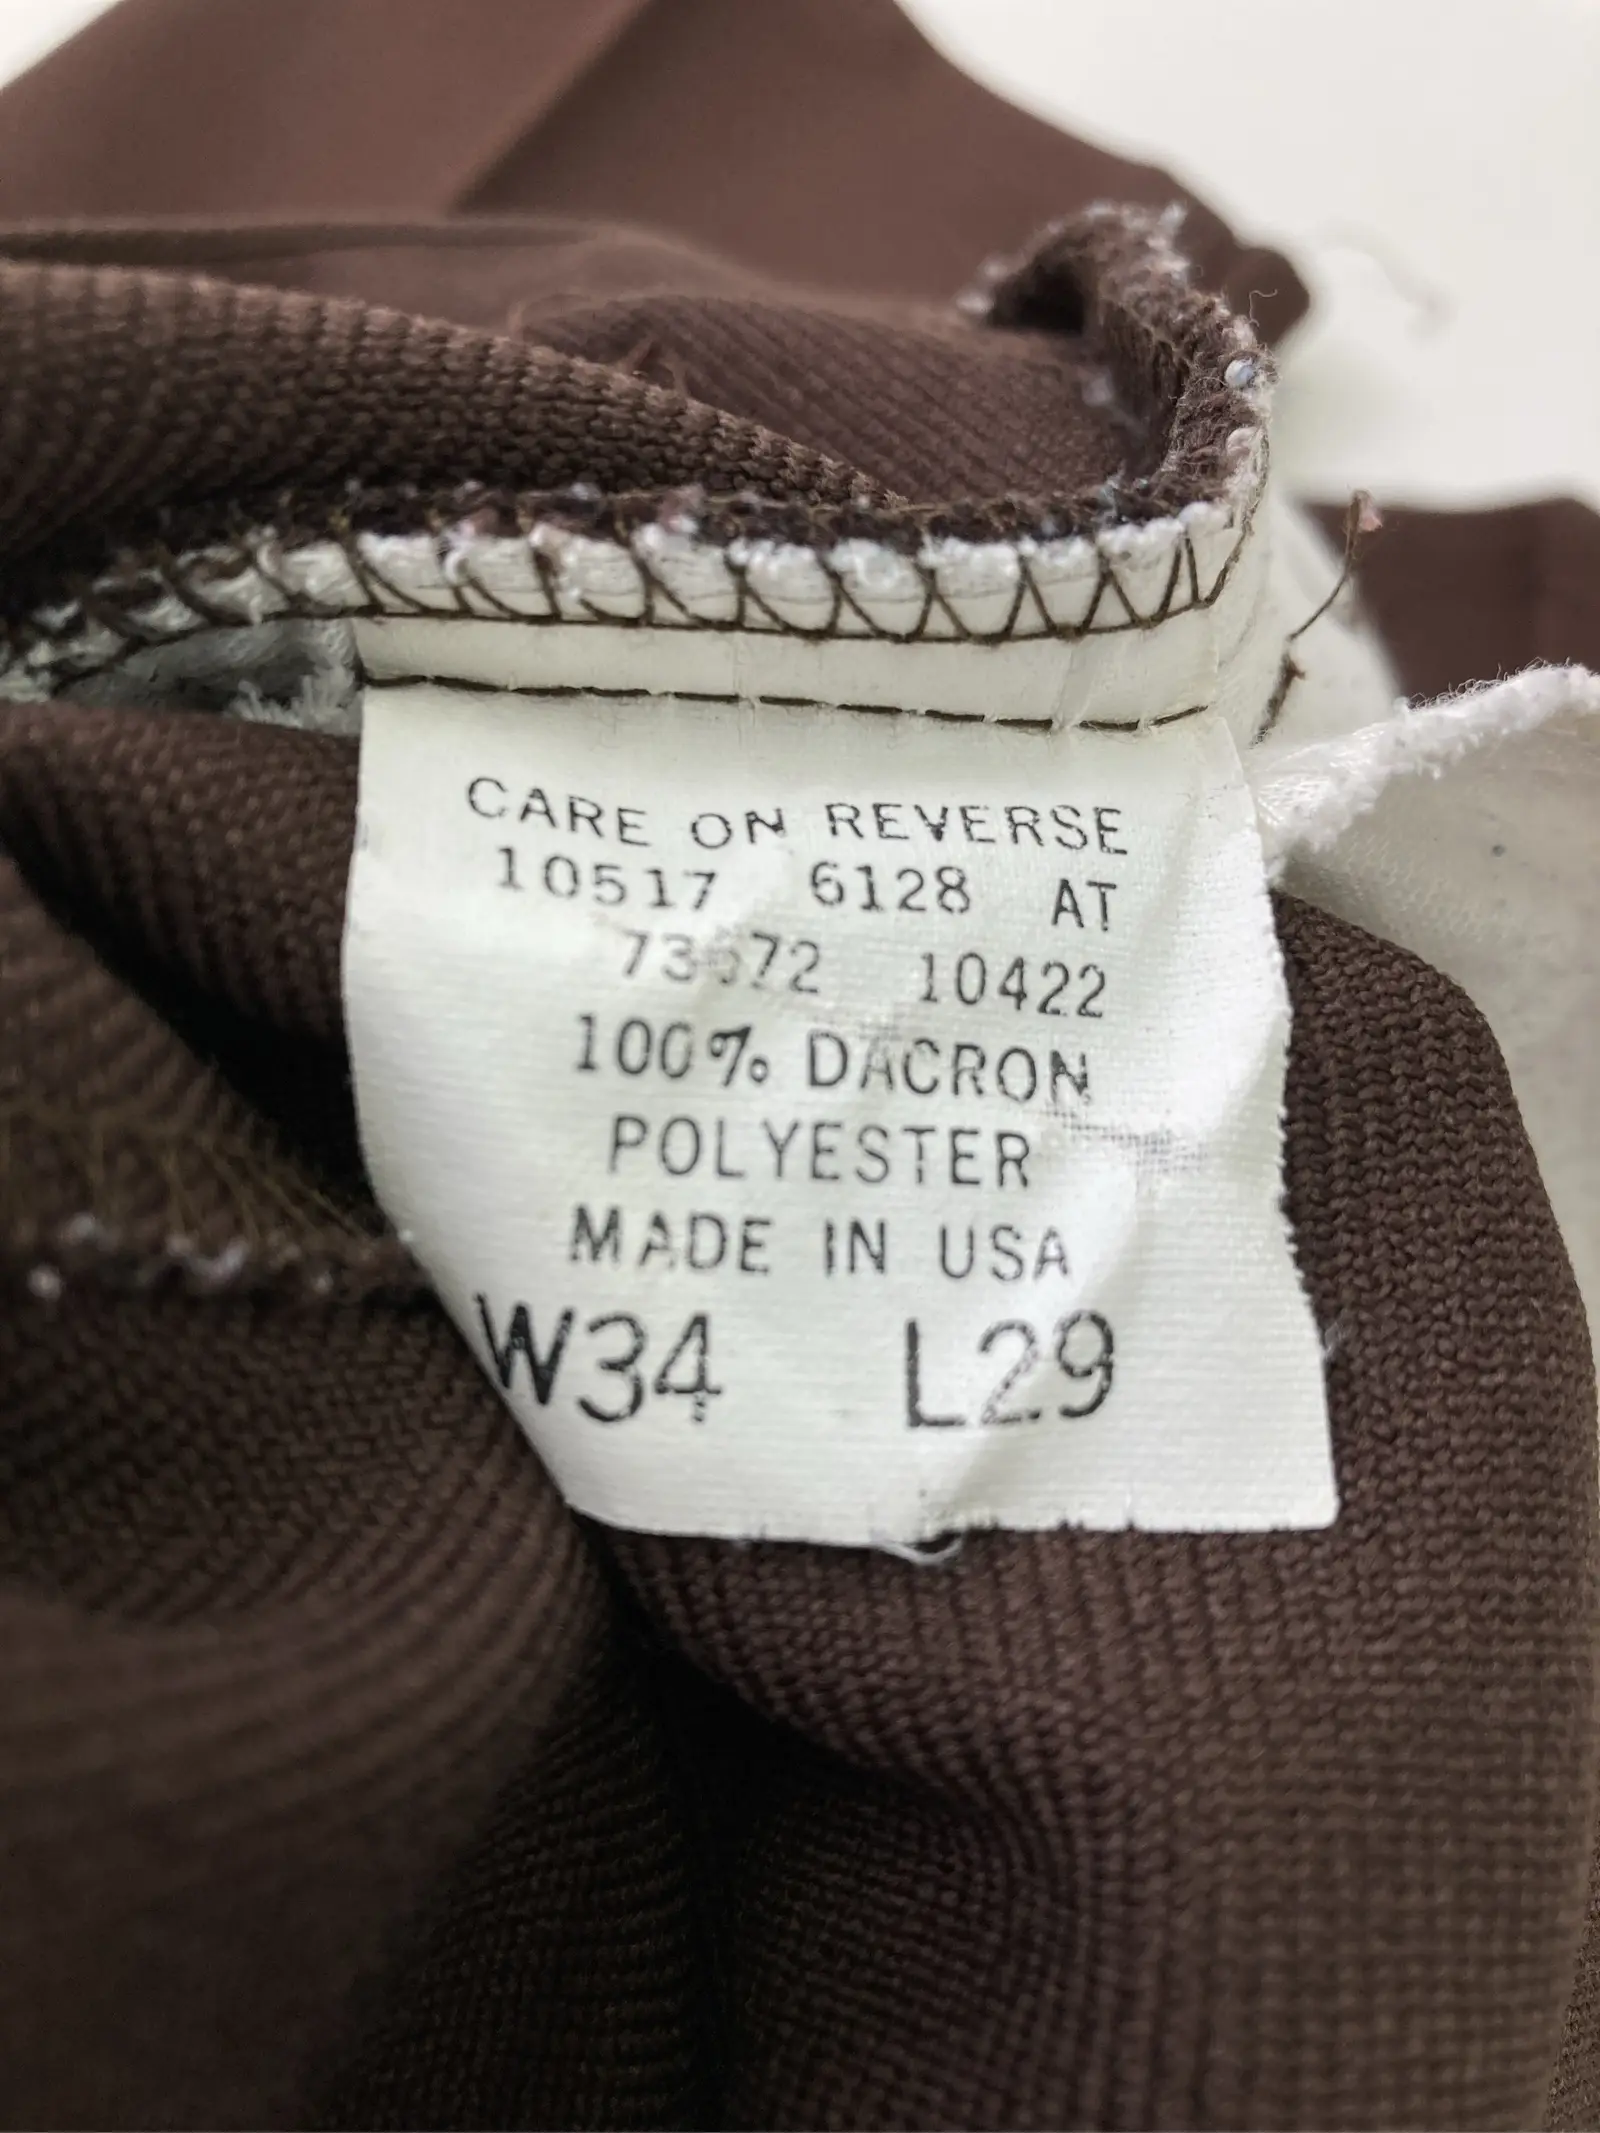 CARE ON REVERSE
10517 6128 AT
10422
100% DACRON
POLYESTER
MADE IN USA
W34 L29